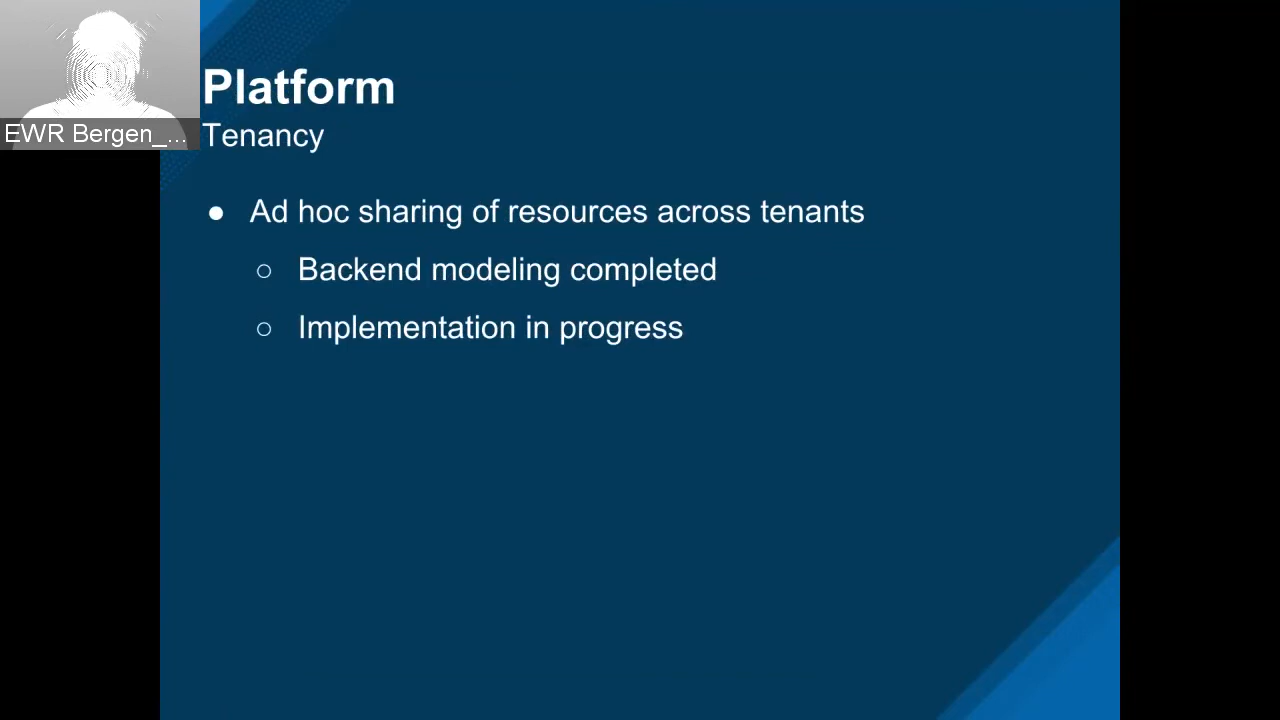 Platform
EWR Bergen_...
Tenancy
● Ad hoc sharing of resources across tenants
○ Backend modeling completed
○ Implementation in progress